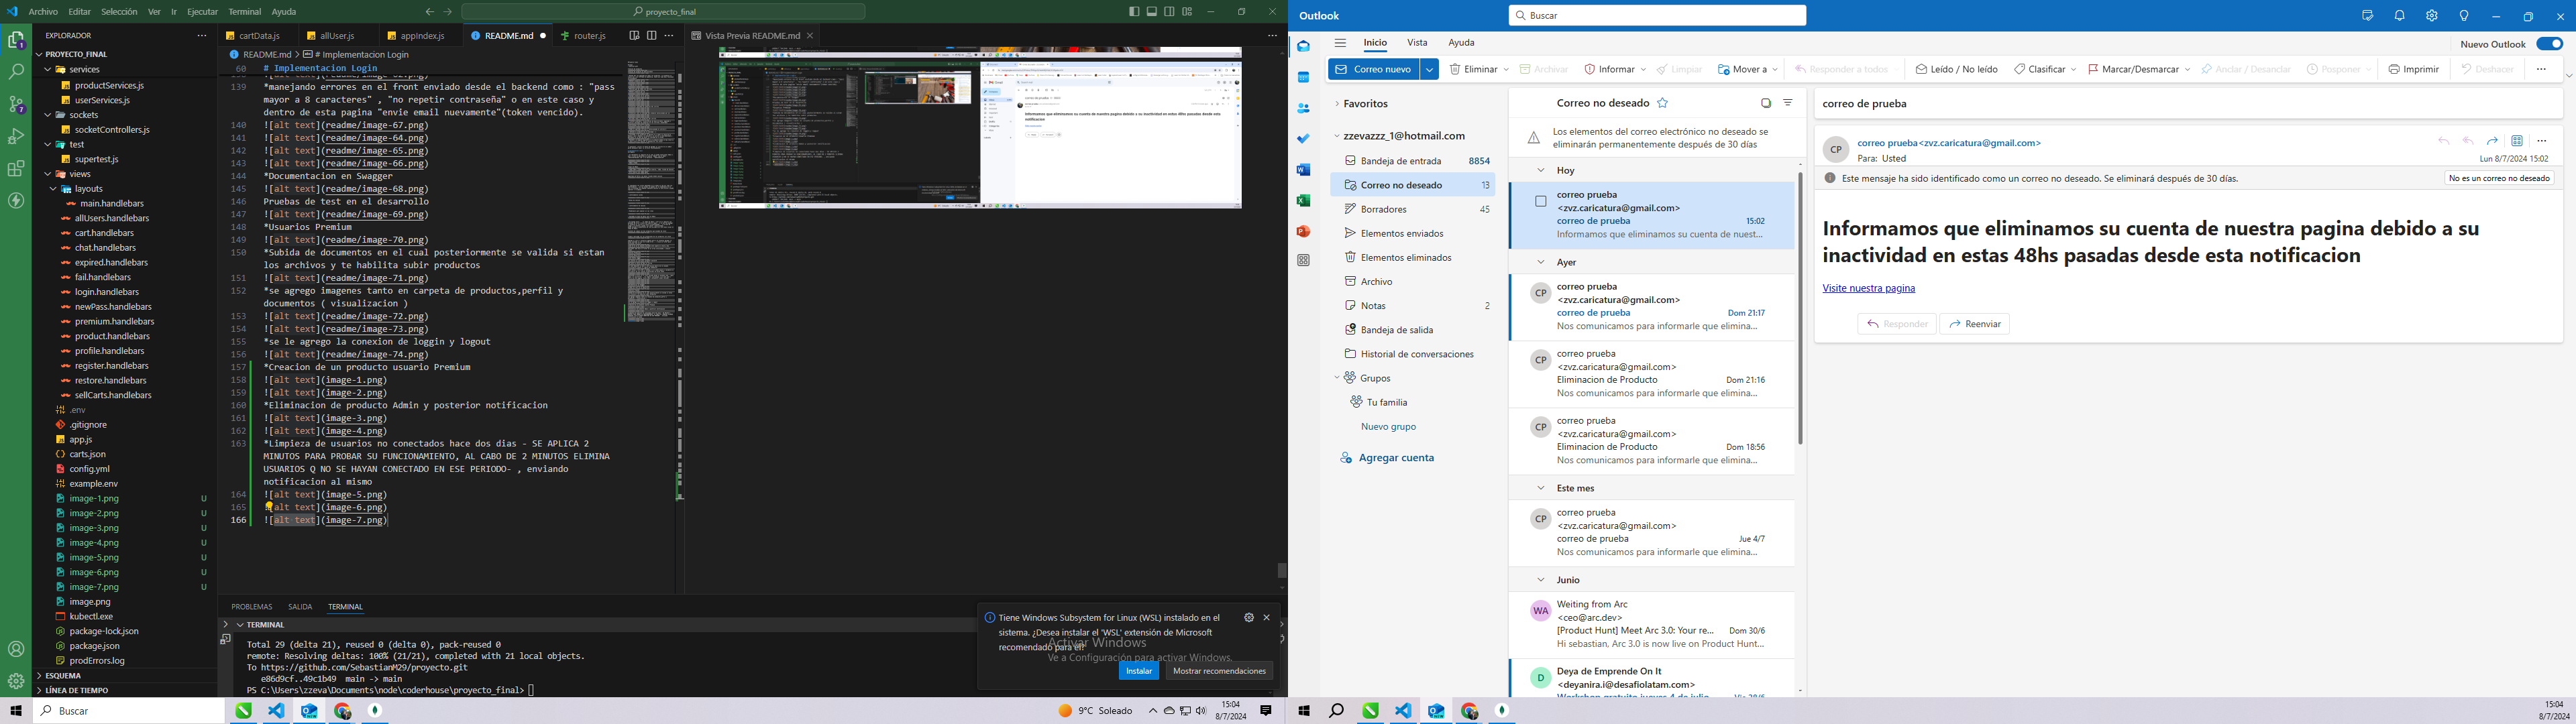 Archivo Editar Selección Ver Ir Ejecutar Terminal Ayuda
proyecto_final
EXPLORADOR
PROYECTO_FINAL
services
productServices.js
userServices.js
sockets
socketControllers.js
test
supertest.js
views
layouts
main.handlebars
allUsers.handlebars
cart.handlebars
chat.handlebars
expired.handlebars
fail.handlebars
login.handlebars
newPass.handlebars
premium.handlebars
product.handlebars
profile.handlebars
register.handlebars
restore.handlebars
sellCarts.handlebars
.env
.gitignore
app.js
carts.json
config.yml
example.env
image-1.png U
image-2.png U
image-3.png U
image-4.png U
image-5.png U
image-6.png U
image-7.png U
image.png
kubectl.exe
package-lock.json
package.json
prodErrors.log
ESQUEMA
LÍNEA DE TIEMPO
cartData.js allUser.js appIndex.js README.md router.js
README.md > # Implementacion Login
60 # Implementacion Login
139 *manejando errores en el front enviado desde el backend como : "pass
mayor a 8 caracteres" , "no repetir contraseña" o en este caso y
dentro de esta pagina "envie email nuevamente"(token vencido).
140 ![alt text](readme/image-67.png)
141 ![alt text](readme/image-64.png)
142 ![alt text](readme/image-65.png)
143 ![alt text](readme/image-66.png)
144 *Documentacion en Swagger
145 ![alt text](readme/image-68.png)
146 Pruebas de test en el desarrollo
147 ![alt text](readme/image-69.png)
148 *Usuarios Premium
149 ![alt text](readme/image-70.png)
150 *Subida de documentos en el cual posteriormente se valida si estan
los archivos y te habilita subir productos
151 ![alt text](readme/image-71.png)
152 *se agrego imagenes tanto en carpeta de productos,perfil y
documentos ( visualizacion )
153 ![alt text](readme/image-72.png)
154 ![alt text](readme/image-73.png)
155 *se le agrego la conexion de loggin y logout
156 ![alt text](readme/image-74.png)
157 *Creacion de un producto usuario Premium
158 ![alt text](image-1.png)
159 ![alt text](image-2.png)
160 *Eliminacion de producto Admin y posterior notificacion
161 ![alt text](image-3.png)
162 ![alt text](image-4.png)
163 *Limpieza de usuarios no conectados hace dos dias - SE APLICA 2
MINUTOS PARA PROBAR SU FUNCIONAMIENTO, AL CABO DE 2 MINUTOS ELIMINA
USUARIOS Q NO SE HAYAN CONECTADO EN ESE PERIODO- , enviando
notificacion al mismo
164 ![alt text](image-5.png)
165 ![alt text](image-6.png)
166 ![alt text](image-7.png)
Vista Previa README.md
PROBLEMAS SALIDA TERMINAL
TERMINAL
Total 29 (delta 21), reused 0 (delta 0), pack-reused 0
remote: Resolving deltas: 100% (21/21), completed with 21 local objects.
To https://github.com/SebastianM29/proyecto.git
e86d9cf..49c1b49 main -> main
PS C:\Users\zzeva\Documents\node\coderhouse\proyecto_final>
Tiene Windows Subsystem for Linux (WSL) instalado en el
sistema. ¿Desea instalar el 'WSL' extensión de Microsoft
recomendado para él?
Activar Windows
Ve a Configuración para activar Windows.
Instalar Mostrar recomendaciones
Buscar
9°C Soleado
15:04
8/7/2024
Outlook
Buscar
Inicio Vista Ayuda
Nuevo Outlook
Correo nuevo Eliminar Archivar Informar Limpiar Mover a Responder a todos Leído / No leído Clasificar Marcar/Desmarcar Anclar / Desanclar Posponer Imprimir Deshacer
Favoritos
zzevazzz_1@hotmail.com
Bandeja de entrada 8854
Correo no deseado 13
Borradores 45
Elementos enviados
Elementos eliminados
Archivo
Notas 2
Bandeja de salida
Historial de conversaciones
Grupos
Tu familia
Nuevo grupo
Agregar cuenta
Correo no deseado
Los elementos del correo electrónico no deseado se
eliminarán permanentemente después de 30 días
Hoy
correo prueba
<zvz.caricatura@gmail.com>
correo de prueba 15:02
Informamos que eliminamos su cuenta de nuest...
Ayer
CP
correo prueba
<zvz.caricatura@gmail.com>
correo de prueba Dom 21:17
Nos comunicamos para informarle que elimina...
CP
correo prueba
<zvz.caricatura@gmail.com>
Eliminacion de Producto Dom 21:16
Nos comunicamos para informarle que elimina...
CP
correo prueba
<zvz.caricatura@gmail.com>
Eliminacion de Producto Dom 18:56
Nos comunicamos para informarle que elimina...
Este mes
CP
correo prueba
<zvz.caricatura@gmail.com>
correo de prueba Jue 4/7
Nos comunicamos para informarle que elimina...
Junio
WA
Weiting from Arc
<ceo@arc.dev>
[Product Hunt] Meet Arc 3.0: Your re... Dom 30/6
Hi sebastian, Arc 3.0 is now live on Product Hunt...
D
Deya de Emprende On It
<deyanira.i@desafiolatam.com>
correo de prueba
CP
correo prueba<zvz.caricatura@gmail.com>
Para: Usted
Lun 8/7/2024 15:02
Este mensaje ha sido identificado como un correo no deseado. Se eliminará después de 30 días.
No es un correo no deseado
Informamos que eliminamos su cuenta de nuestra pagina debido a su
inactividad en estas 48hs pasadas desde esta notificacion
Visite nuestra pagina
Responder Reenviar
15:04
8/7/2024